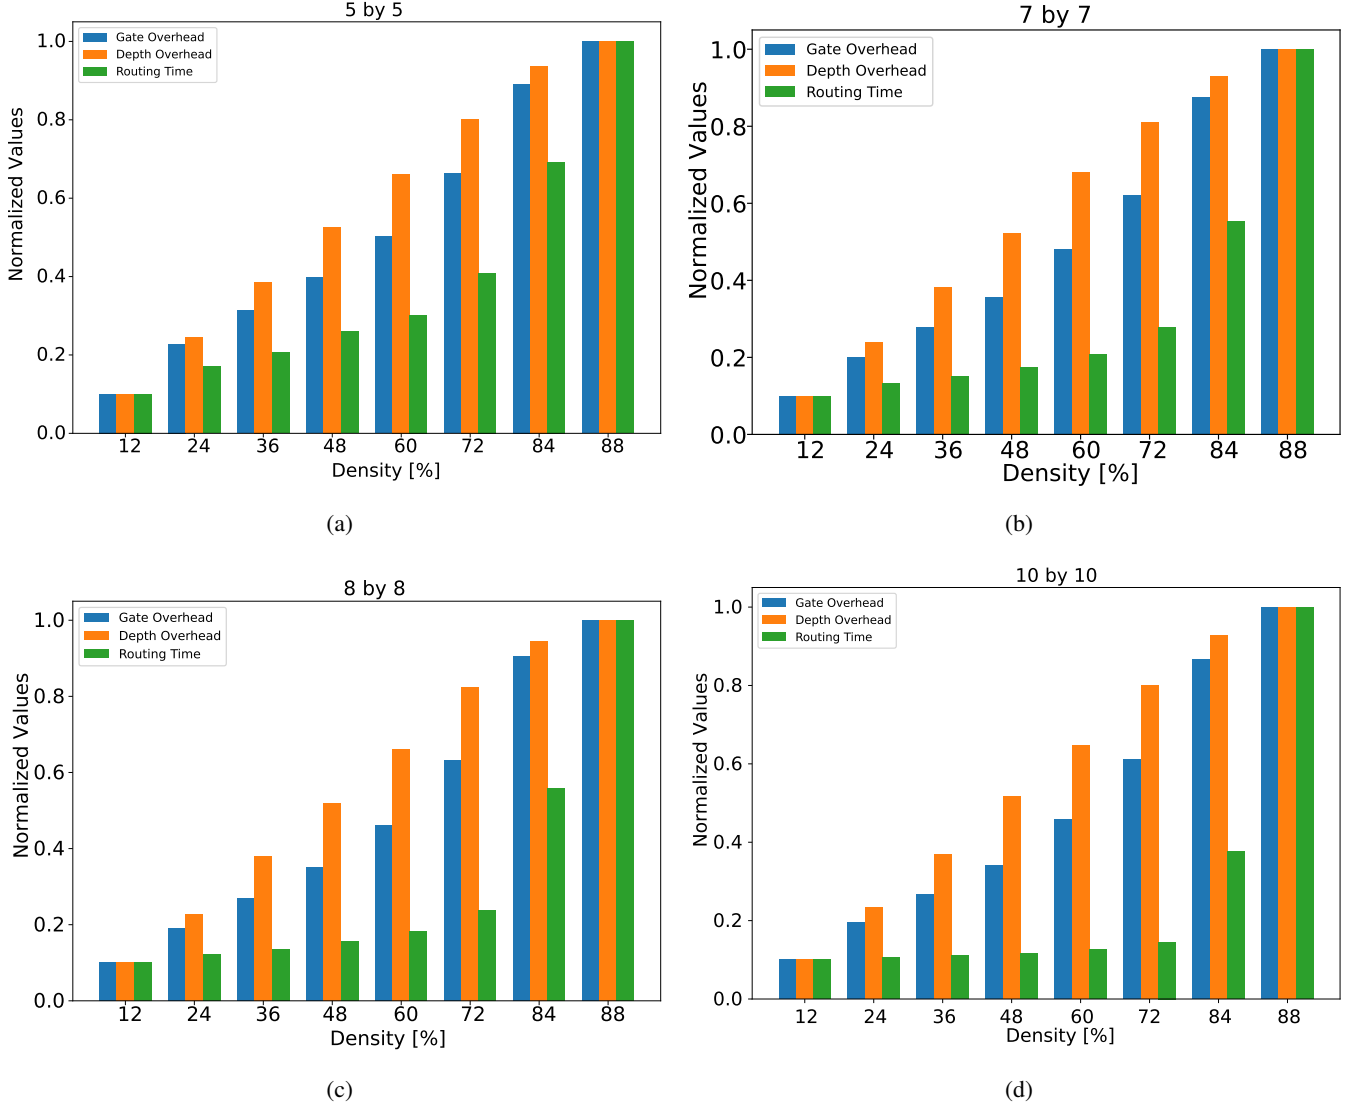 5 by 5
Gate Overhead
Depth Overhead
Routing Time
Normalized Values
1.0
0.8
0.6
0.4
0.2
0.0
12 24 36 48 60 72 84 88
Density [%]
(a)
7 by 7
Gate Overhead
Depth Overhead
Routing Time
Normalized Values
1.0
0.8
0.6
0.4
0.2
0.0
12 24 36 48 60 72 84 88
Density [%]
(b)
8 by 8
Gate Overhead
Depth Overhead
Routing Time
Normalized Values
1.0
0.8
0.6
0.4
0.2
0.0
12 24 36 48 60 72 84 88
Density [%]
(c)
10 by 10
Gate Overhead
Depth Overhead
Routing Time
Normalized Values
1.0
0.8
0.6
0.4
0.2
0.0
12 24 36 48 60 72 84 88
Density [%]
(d)